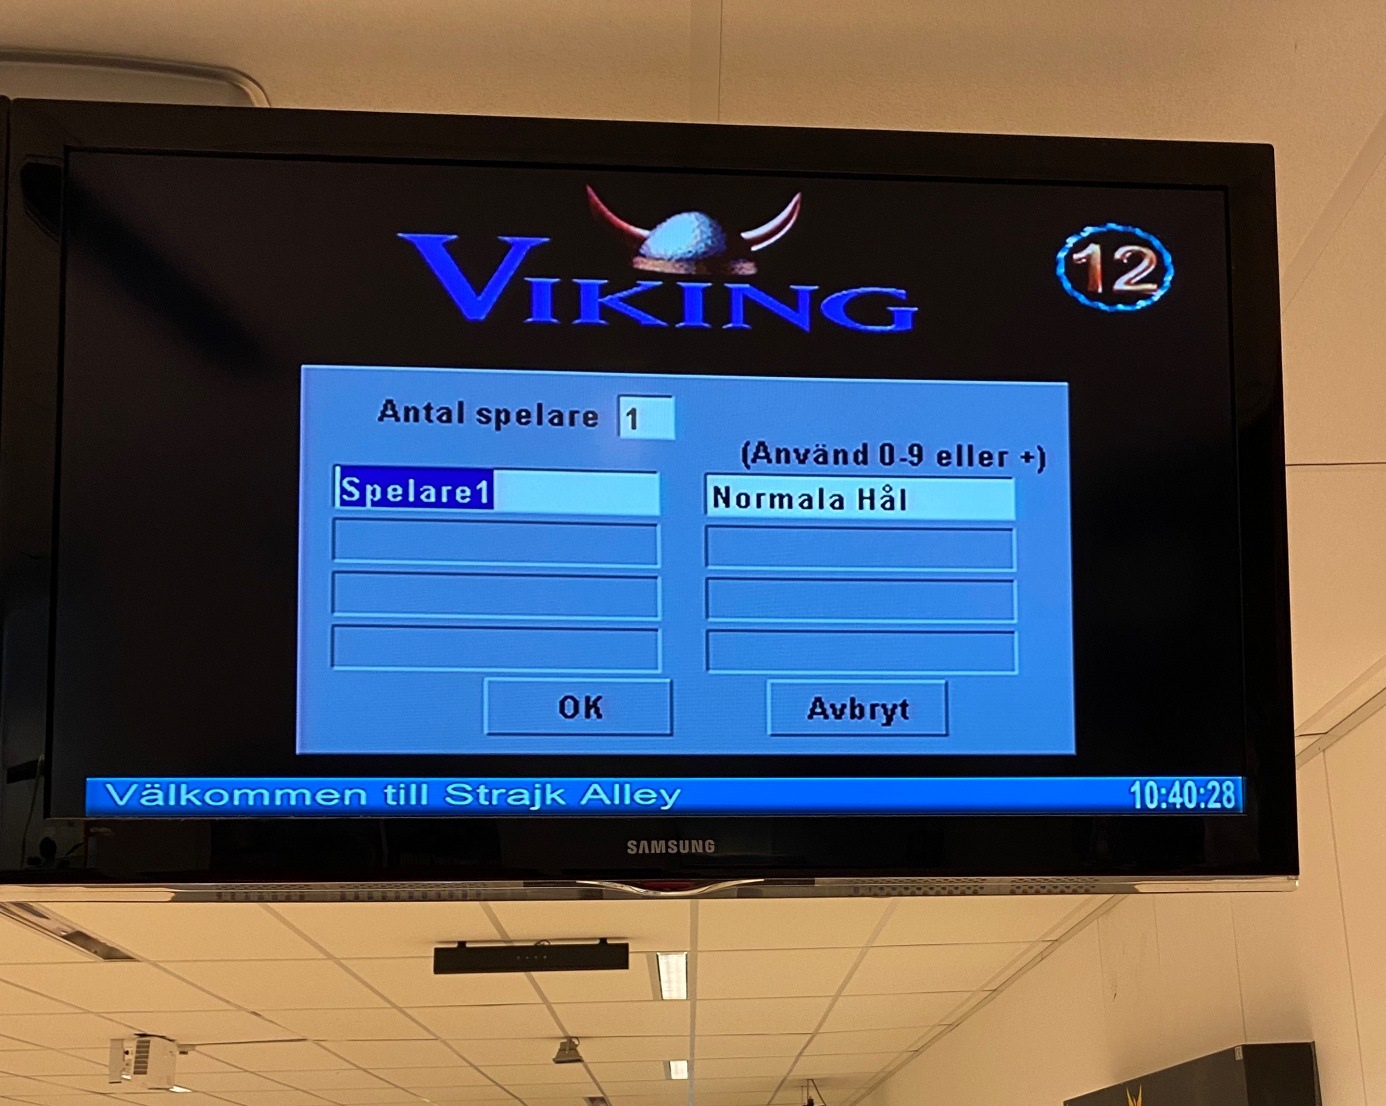 VIKING
12
Antal spelare 1
(Använd 0-9 eller +)
Spelare1 Normala Hål
OK Avbryt
Välkommen till Strajk Alley 10:40:28
SAMSUNG